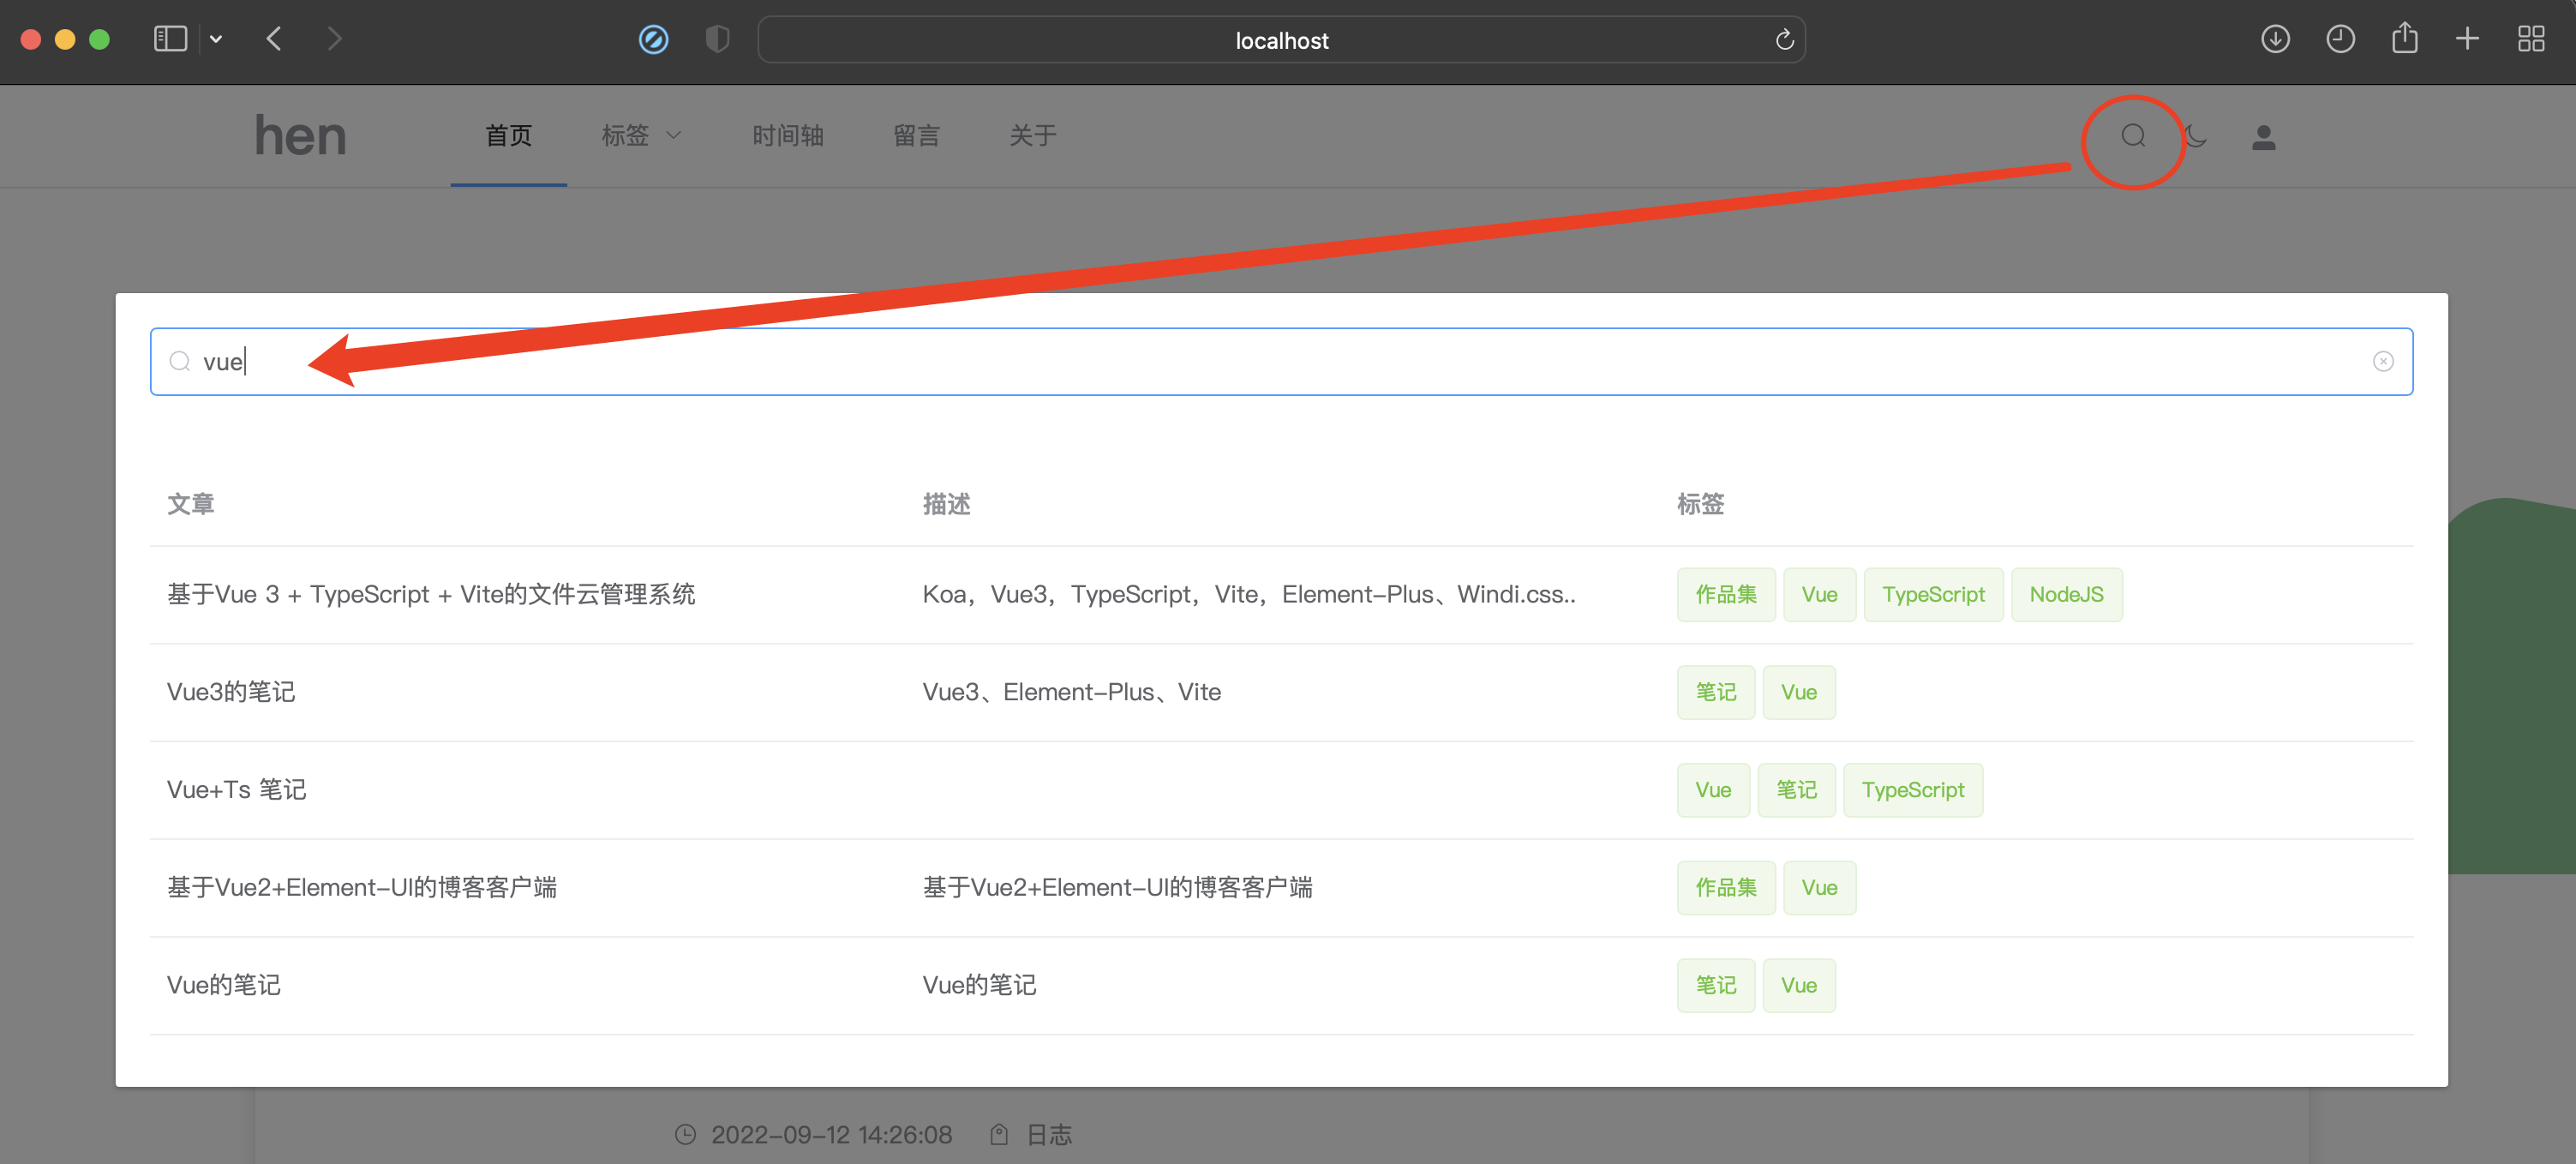 localhost
hen 首页 标签 时间轴 留言 关于
vue
文章 描述 标签
基于Vue 3 + TypeScript + Vite的文件云管理系统 Koa，Vue3，TypeScript，Vite，Element-Plus、Windi.css.. 作品集 Vue TypeScript NodeJS
Vue3的笔记 Vue3、Element-Plus、Vite 笔记 Vue
Vue+Ts 笔记 Vue 笔记 TypeScript
基于Vue2+Element-UI的博客客户端 基于Vue2+Element-UI的博客客户端 作品集 Vue
Vue的笔记 Vue的笔记 笔记 Vue
2022-09-12 14:26:08 日志